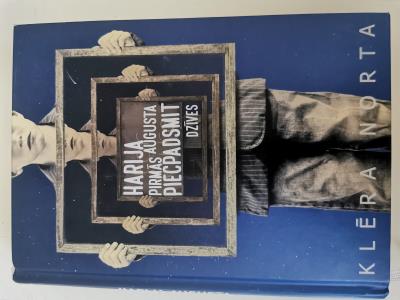 HARIJA
PIRMĀS AUGUSTA
PIECPADSMIT
DZĪVES
KLĒRA NORTA